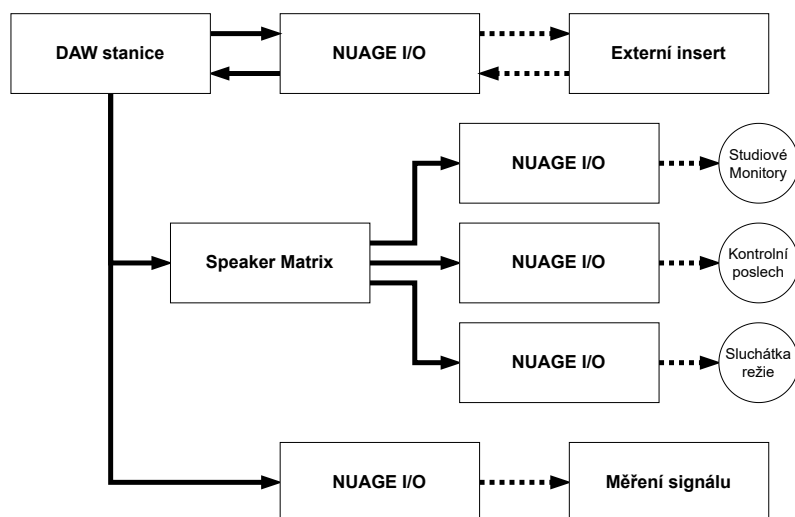 DAW stanice
NUAGE I/O
Externí insert
NUAGE I/O
Studiové
Monitory
Speaker Matrix
NUAGE I/O
Kontrolní
poslech
NUAGE I/O
Sluchátka
režie
NUAGE I/O
Měření signálu